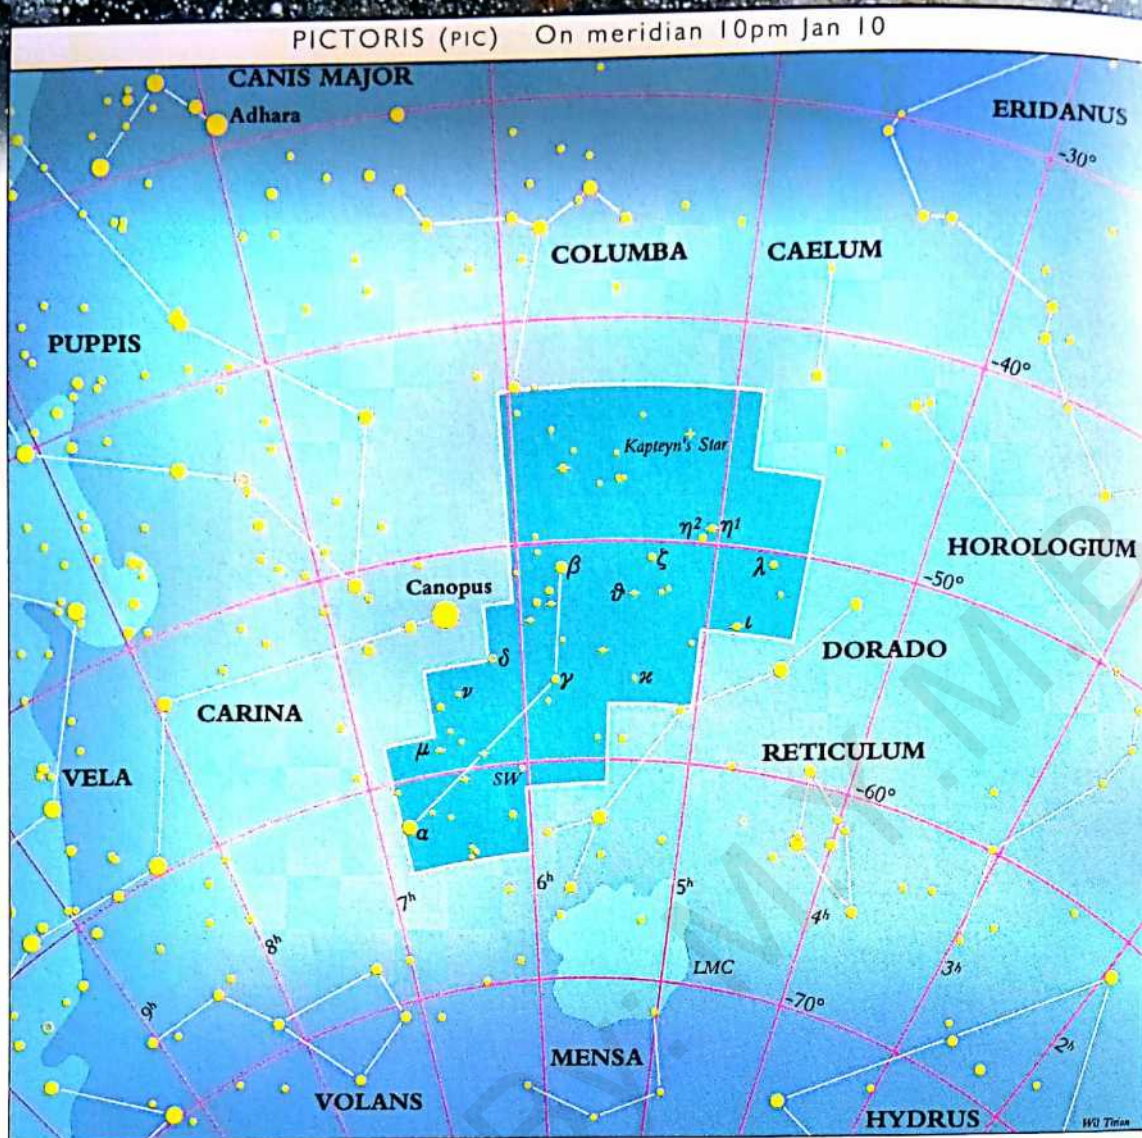 PICTORIS (PIC) On meridian 10pm Jan 10
CANIS MAJOR
Adhara
ERIDANUS
-30°
COLUMBA
CAELUM
PUPPIS
-40°
Kapteyn's Star
η² η¹
HOROLOGIUM
β
ζ
λ
-50°
Canopus
ϑ
ι
δ
DORADO
ν
γ
ϰ
CARINA
μ
RETICULUM
VELA
SW
-60°
α
6ʰ
5ʰ
7ʰ
4ʰ
8ʰ
3ʰ
LMC
9ʰ
-70°
2ʰ
MENSA
VOLANS
HYDRUS
Wil Tirion